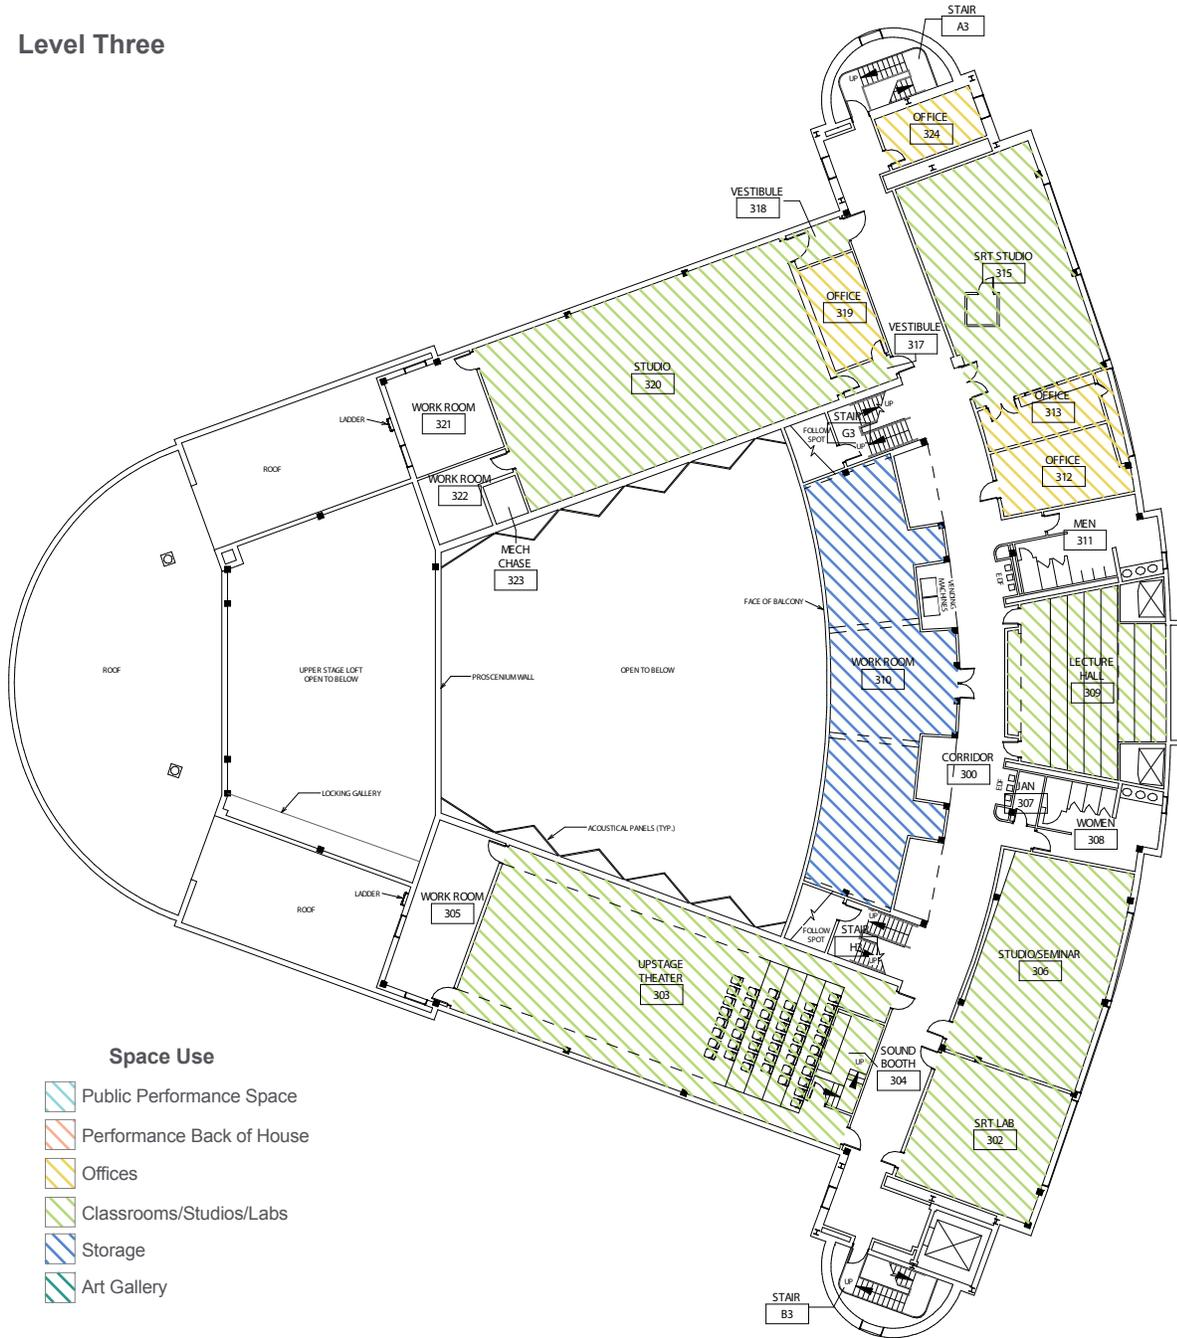 Level Three
STAIR
A3
UP
OFFICE
324
VESTIBULE
318
SRT STUDIO
315
OFFICE
319
VESTIBULE
317
STUDIO
320
WORK ROOM
321
LADDER
OFFICE
313
STAIR
G3
UP
UP
FOLLOW
SPOT
OFFICE
312
ROOF
WORK ROOM
322
MEN
311
MECH
CHASE
323
EDF
VENDING
MACHINES
FACE OF BALCONY
ROOF
UPPER STAGE LOFT
OPEN TO BELOW
PROSCENIUM WALL
OPEN TO BELOW
WORK ROOM
310
LECTURE
HALL
309
CORRIDOR
300
LOCKING GALLERY
EDF
JAN
307
WOMEN
308
ACOUSTICAL PANELS (TYP.)
LADDER
WORK ROOM
305
ROOF
UP
FOLLOW
SPOT
STAIR
H3
UP
STUDIO/SEMINAR
306
UPSTAGE
THEATER
303
SOUND
BOOTH
304
UP
SRT LAB
302
UP
STAIR
B3
Space Use
Public Performance Space
Performance Back of House
Offices
Classrooms/Studios/Labs
Storage
Art Gallery